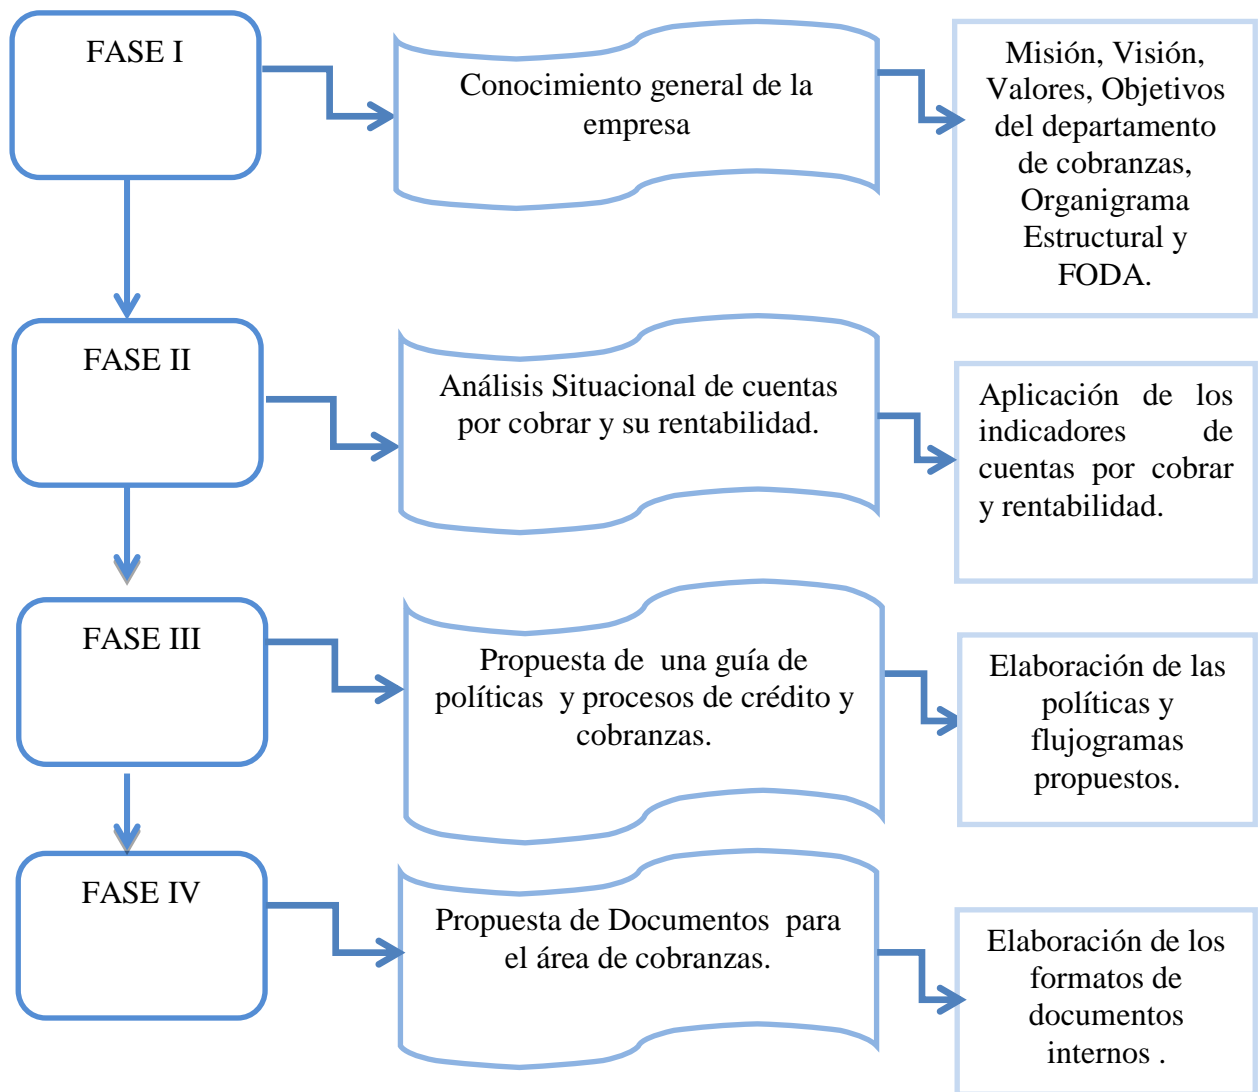 FASE I
Conocimiento general de la
empresa
Misión, Visión,
Valores, Objetivos
del departamento
de cobranzas,
Organigrama
Estructural y
FODA.
FASE II
Análisis Situacional de cuentas
por cobrar y su rentabilidad.
Aplicación de los
indicadores de
cuentas por cobrar
y rentabilidad.
FASE III
Propuesta de una guía de
políticas y procesos de crédito y
cobranzas.
Elaboración de las
políticas y
flujogramas
propuestos.
FASE IV
Propuesta de Documentos para
el área de cobranzas.
Elaboración de los
formatos de
documentos
internos .